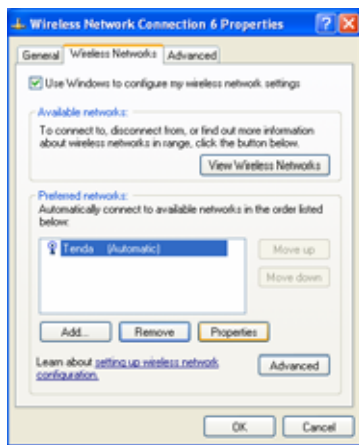 Wireless Network Connection 6 Properties
General Wireless Networks Advanced
Use Windows to configure my wireless network settings
Available networks:
To connect to, disconnect from, or find out more information
about wireless networks in range, click the button below.
View Wireless Networks
Preferred networks:
Automatically connect to available networks in the order listed
below:
Tenda (Automatic)
Move up
Move down
Add... Remove Properties
Learn about setting up wireless network
configuration.
Advanced
OK Cancel